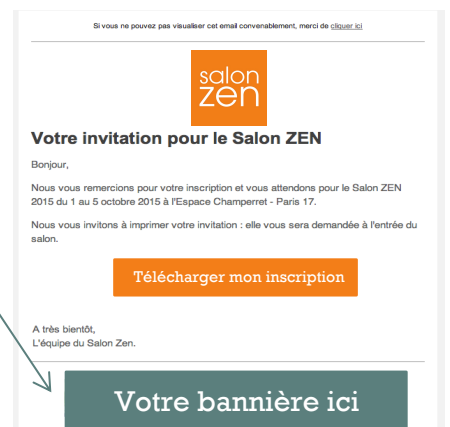 Si vous ne pouvez pas visualiser cet email convenablement, merci de cliquer ici
salon
zen
Votre invitation pour le Salon ZEN
Bonjour,
Nous vous remercions pour votre inscription et vous attendons pour le Salon ZEN
2015 du 1 au 5 octobre 2015 à l'Espace Champerret - Paris 17.
Nous vous invitons à imprimer votre invitation : elle vous sera demandée à l'entrée du
salon.
Télécharger mon inscription
A très bientôt,
L'équipe du Salon Zen.
Votre bannière ici